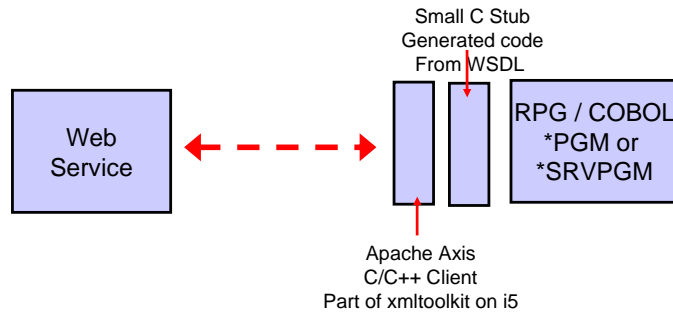 Small C Stub
Generated code
From WSDL
Web
Service
RPG / COBOL
*PGM or
*SRVPGM
Apache Axis
C/C++ Client
Part of xmltoolkit on i5